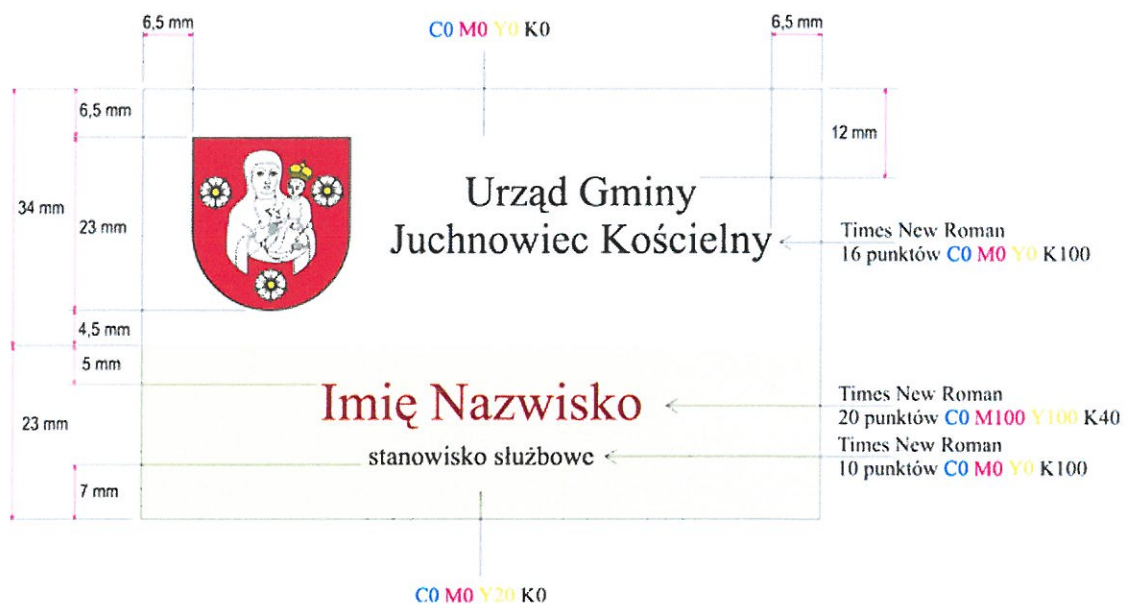 6,5 mm
C0 M0 Y0 K0
6,5 mm
6,5 mm
12 mm
34 mm
23 mm
Urząd Gminy
Juchnowiec Kościelny
Times New Roman
16 punktów C0 M0 Y0 K100
4,5 mm
5 mm
23 mm
Imię Nazwisko
Times New Roman
20 punktów C0 M100 Y100 K40
stanowisko służbowe
Times New Roman
10 punktów C0 M0 Y0 K100
7 mm
C0 M0 Y20 K0